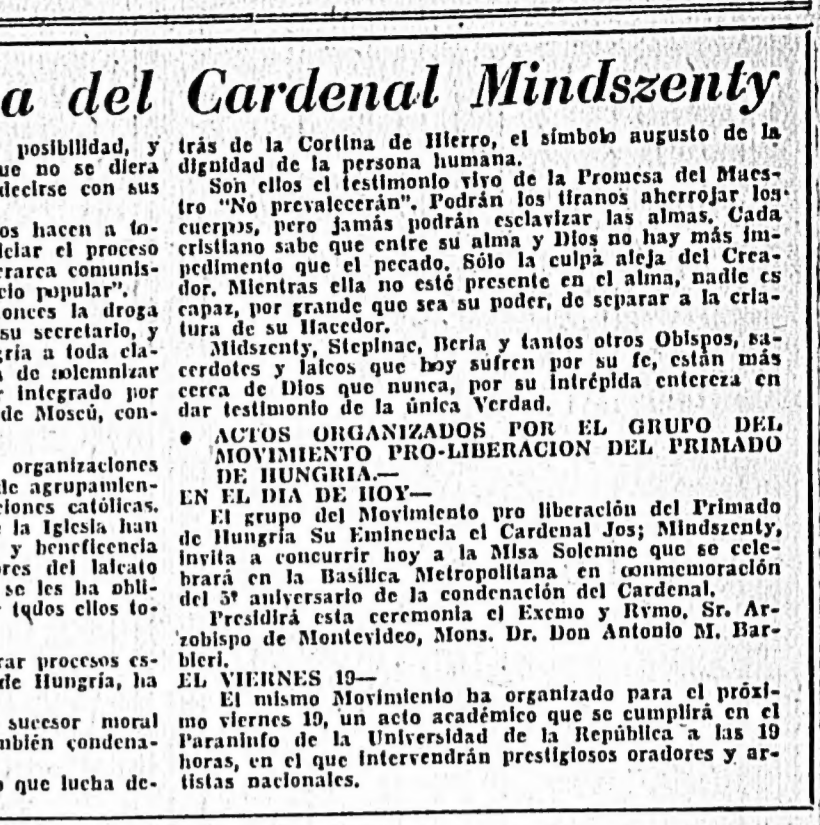 a del Cardenal Mindszenty
posibilidad, y
ue no se diera
decirse con sus
os hacen a to-
iciar el proceso
erarca comunis-
cio popular".
onces la droga
su secretario, y
gría a toda cla-
s de solemnizar
r integrado por
de Moscú, con-
organizaciones
de agrupamien-
ciones católicas.
e la Iglesia han
y beneficencia
ores del laicato
se les ha obli-
r todos ellos to-
rar procesos es-
de Hungría, ha
sucesor moral
mbién condena-
o que lucha de-
trás de la Cortina de Hierro, el símbolo augusto de la
dignidad de la persona humana.
Son ellos el testimonio vivo de la Promesa del Maes-
tro "No prevalecerán". Podrán los tiranos aherrojar los
cuerpos, pero jamás podrán esclavizar las almas. Cada
cristiano sabe que entre su alma y Dios no hay más im-
pedimento que el pecado. Sólo la culpa aleja del Crea-
dor. Mientras ella no esté presente en el alma, nadie es
capaz, por grande que sea su poder, de separar a la cria-
tura de su Hacedor.
Midszenty, Stepinac, Beria y tantos otros Obispos, sa-
cerdotes y laicos que hoy sufren por su fe, están más
cerca de Dios que nunca, por su intrépida entereza en
dar testimonio de la única Verdad.
● ACTOS ORGANIZADOS POR EL GRUPO DEL
MOVIMIENTO PRO-LIBERACION DEL PRIMADO
DE HUNGRIA.—
EN EL DIA DE HOY—
El grupo del Movimiento pro liberación del Primado
de Hungría Su Eminencia el Cardenal Jos; Mindszenty,
invita a concurrir hoy a la Misa Solemne que se cele-
brará en la Basílica Metropolitana en conmemoración
del 5º aniversario de la condenación del Cardenal.
Presidirá esta ceremonia el Excmo y Rvmo. Sr. Ar-
zobispo de Montevideo, Mons. Dr. Don Antonio M. Bar-
bieri.
EL VIERNES 19—
El mismo Movimiento ha organizado para el próxi-
mo viernes 19, un acto académico que se cumplirá en el
Paraninfo de la Universidad de la República a las 19
horas, en el que intervendrán prestigiosos oradores y ar-
tistas nacionales.